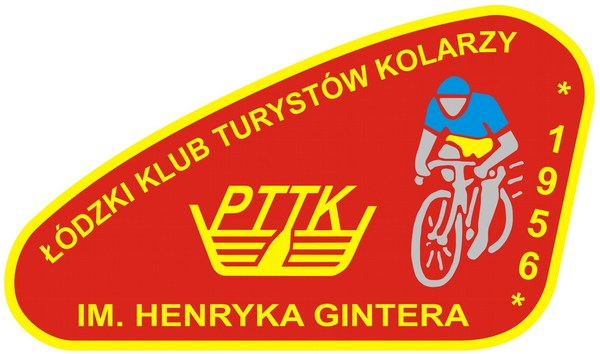 ŁÓDZKI KLUB TURYSTÓW KOLARZY
* 1956 *
PTTK
IM. HENRYKA GINTERA